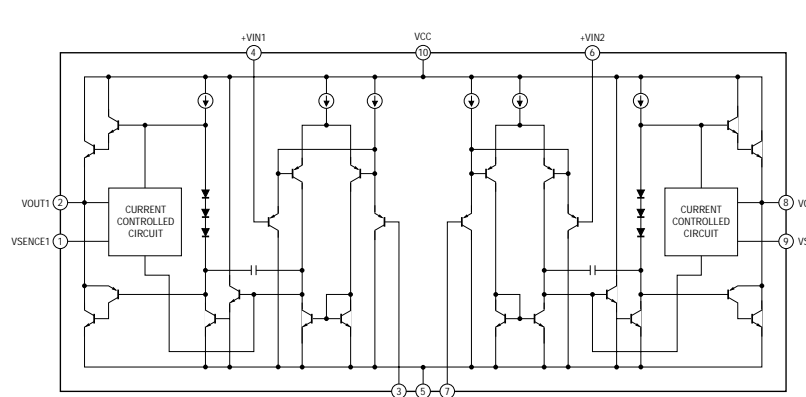 +VIN1
VCC
+VIN2
4
10
6
VOUT1
2
CURRENT
CONTROLLED
CIRCUIT
CURRENT
CONTROLLED
CIRCUIT
8
VSENCE1
1
9
3
5
7